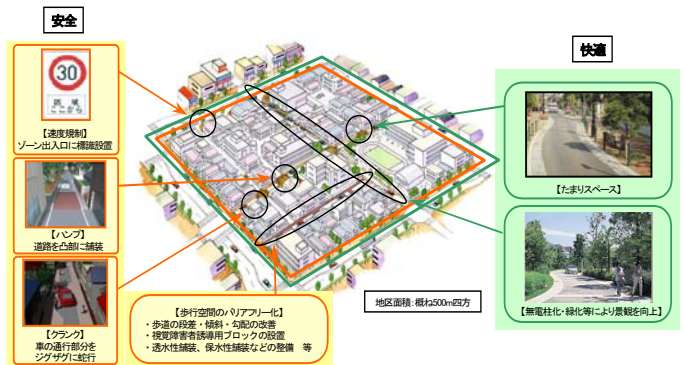 安全
30
区域
ここから
【速度規制】
ゾーン出入口に標識設置
【ハンプ】
道路を凸部に舗装
【クランク】
車の通行部分を
ジグザグに蛇行
【歩行空間のバリアフリー化】
・歩道の段差・傾斜・勾配の改善
・視覚障害者誘導用ブロックの設置
・透水性舗装、保水性舗装などの整備　等
地区面積：概ね500m四方
快適
【たまりスペース】
【無電柱化・緑化等により景観を向上】